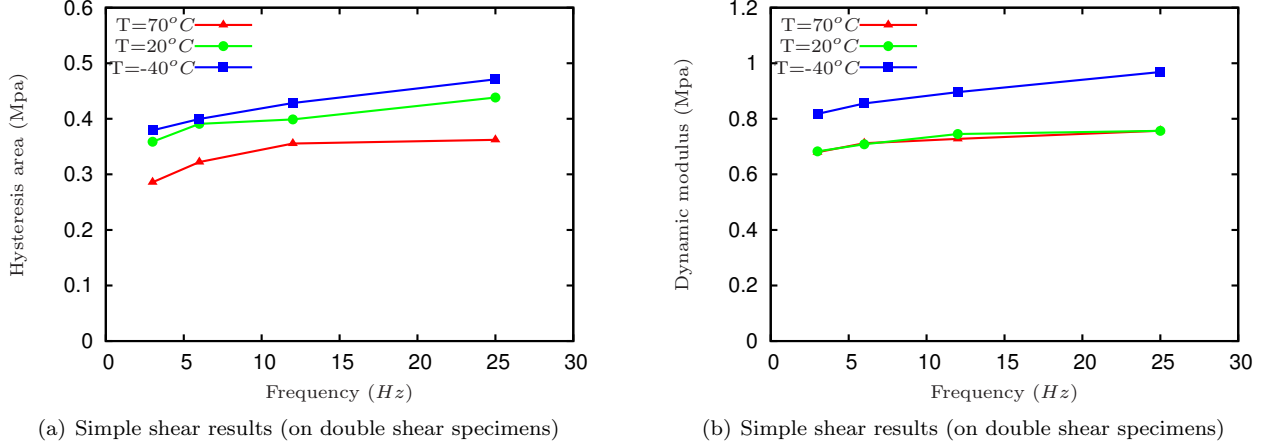 0.6
0.5
0.4
0.3
0.2
0.1
0
0 5 10 15 20 25 30
Hysteresis area (Mpa)
Frequency (Hz)
T=70°C
T=20°C
T=-40°C
(a) Simple shear results (on double shear specimens)
1.2
1
0.8
0.6
0.4
0.2
0
0 5 10 15 20 25 30
Dynamic modulus (Mpa)
Frequency (Hz)
T=70°C
T=20°C
T=-40°C
(b) Simple shear results (on double shear specimens)